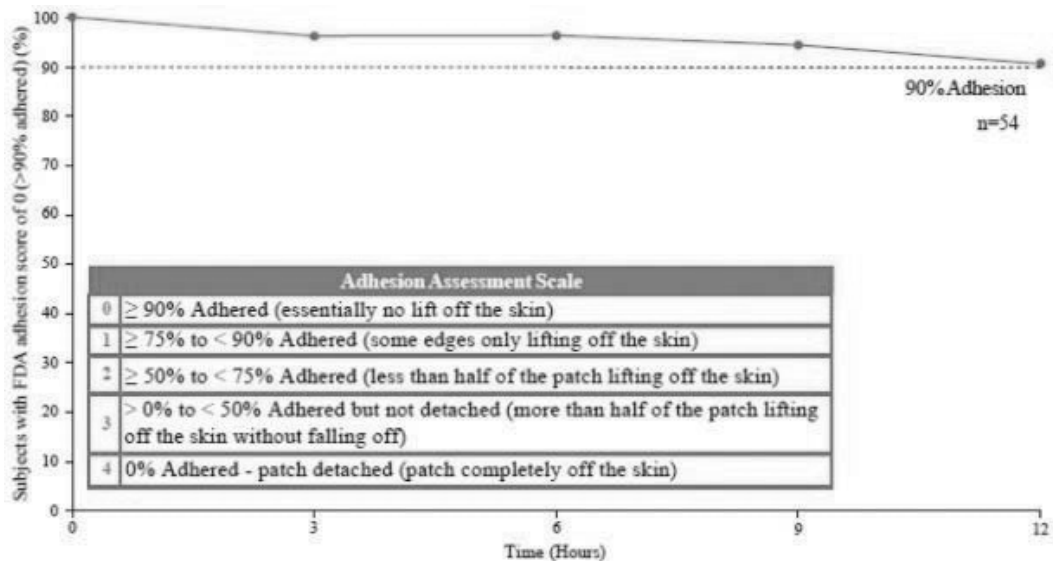 Subjects with FDA adhesion score of 0 (>90% adhered) (%)
100
90
80
70
60
50
40
30
20
10
0
90% Adhesion
n=54
Adhesion Assessment Scale
0 ≥ 90% Adhered (essentially no lift off the skin)
1 ≥ 75% to < 90% Adhered (some edges only lifting off the skin)
2 ≥ 50% to < 75% Adhered (less than half of the patch lifting off the skin)
3 > 0% to < 50% Adhered but not detached (more than half of the patch lifting
off the skin without falling off)
4 0% Adhered - patch detached (patch completely off the skin)
0 3 6 9 12
Time (Hours)